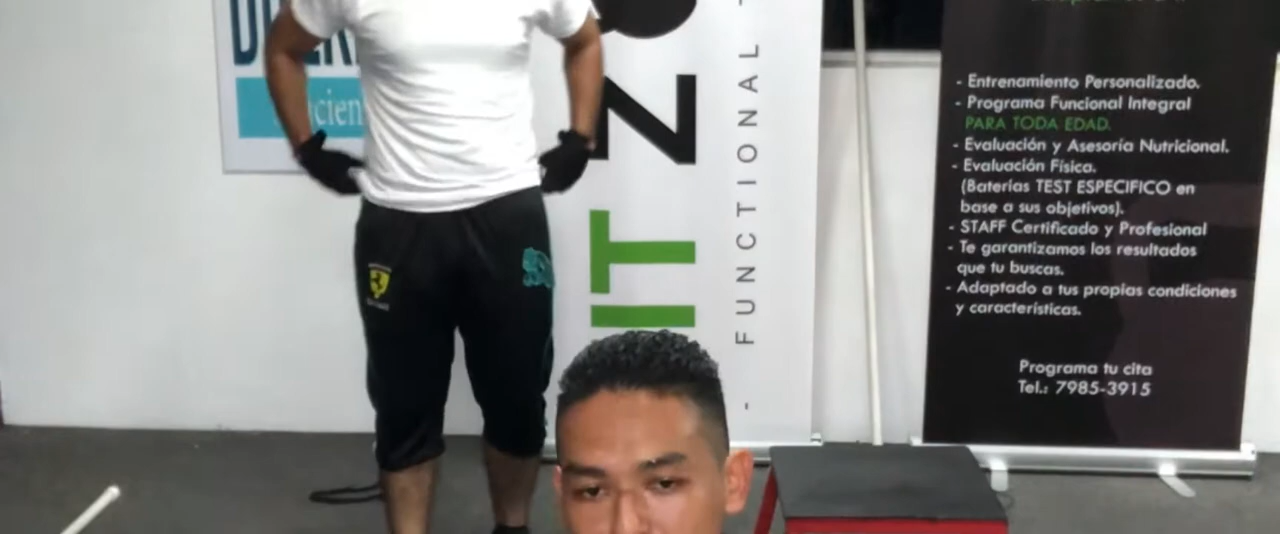 - Entrenamiento Personalizado.
- Programa Funcional Integral
PARA TODA EDAD.
- Evaluación y Asesoría Nutricional.
- Evaluación Física.
(Baterías TEST ESPECIFICO en
base a sus objetivos).
- STAFF Certificado y Profesional
- Te garantizamos los resultados
que tu buscas.
- Adaptado a tus propias condiciones
y características.
Programa tu cita
Tel.: 7985-3915
IT Z
- FUNCTIONAL